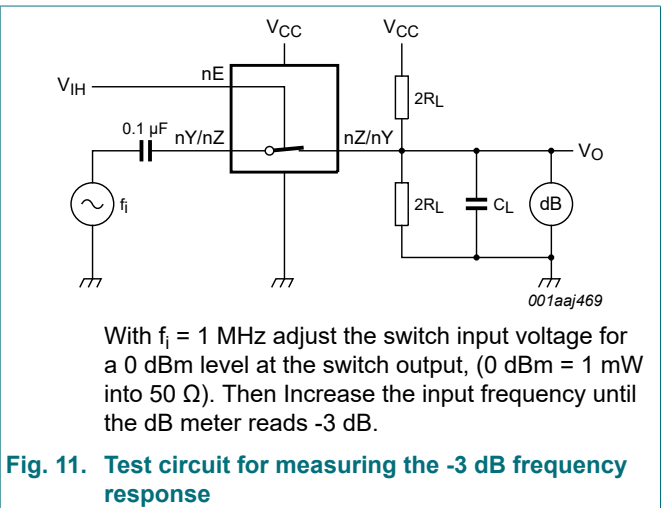 VCC VCC
nE
VIH
2RL
0.1 µF nY/nZ nZ/nY
VO
fi
2RL CL dB
001aaj469
With fi = 1 MHz adjust the switch input voltage for
a 0 dBm level at the switch output, (0 dBm = 1 mW
into 50 Ω). Then Increase the input frequency until
the dB meter reads -3 dB.
Fig. 11. Test circuit for measuring the -3 dB frequency
response